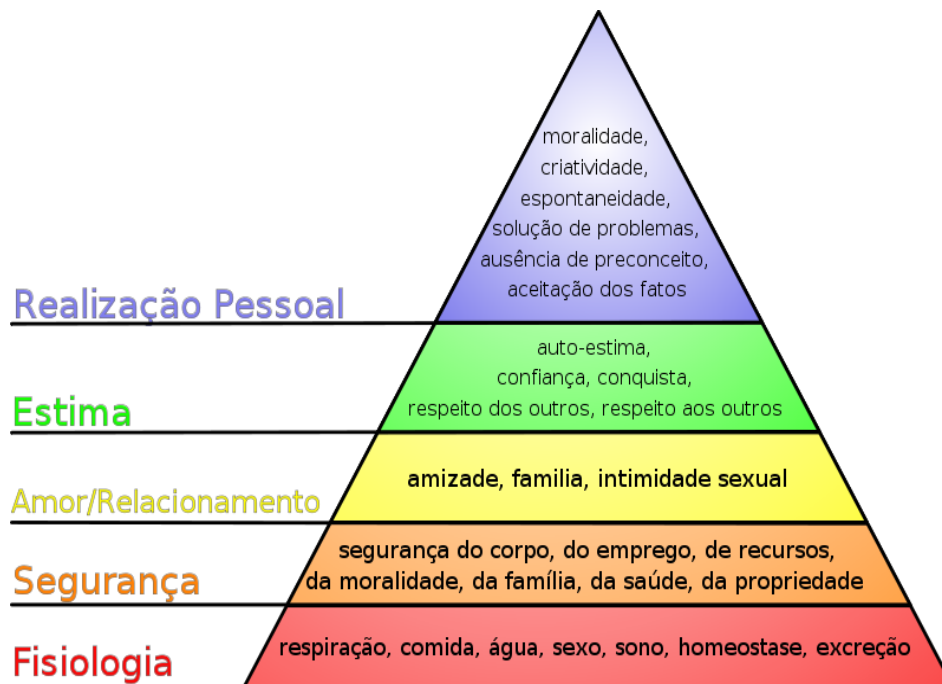 moralidade,
criatividade,
espontaneidade,
solução de problemas,
ausência de preconceito,
aceitação dos fatos
Realização Pessoal
auto-estima,
confiança, conquista,
respeito dos outros, respeito aos outros
Estima
amizade, familia, intimidade sexual
Amor/Relacionamento
segurança do corpo, do emprego, de recursos,
da moralidade, da família, da saúde, da propriedade
Segurança
respiração, comida, água, sexo, sono, homeostase, excreção
Fisiologia